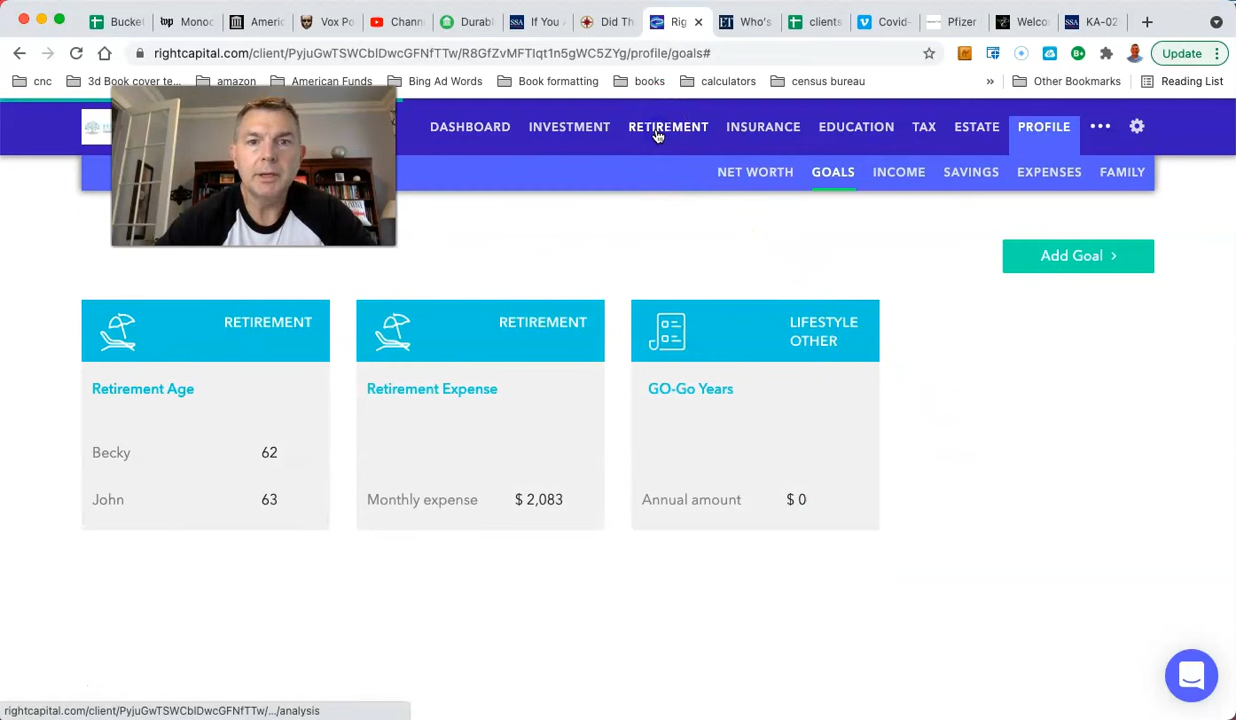 Bucket
Monoc
Americ
Vox Po
Chann
Durabl
If You A
Did Th
Rig
Who's
clients
Covid-
Pfizer
Welco
KA-02
rightcapital.com/client/PyjuGwTSWCblDwcGFNfTTw/R8GfZvMFTIqt1n5gWC5ZYg/profile/goals#
Update
cnc
3d Book cover te...
amazon
American Funds
Bing Ad Words
Book formatting
books
calculators
census bureau
»
Other Bookmarks
Reading List
DASHBOARD
INVESTMENT
RETIREMENT
INSURANCE
EDUCATION
TAX
ESTATE
PROFILE
NET WORTH
GOALS
INCOME
SAVINGS
EXPENSES
FAMILY
Add Goal
RETIREMENT
Retirement Age
Becky 62
John 63
RETIREMENT
Retirement Expense
Monthly expense $ 2,083
LIFESTYLE
OTHER
GO-Go Years
Annual amount $ 0
rightcapital.com/client/PyjuGwTSWCblDwcGFNfTTw/.../analysis